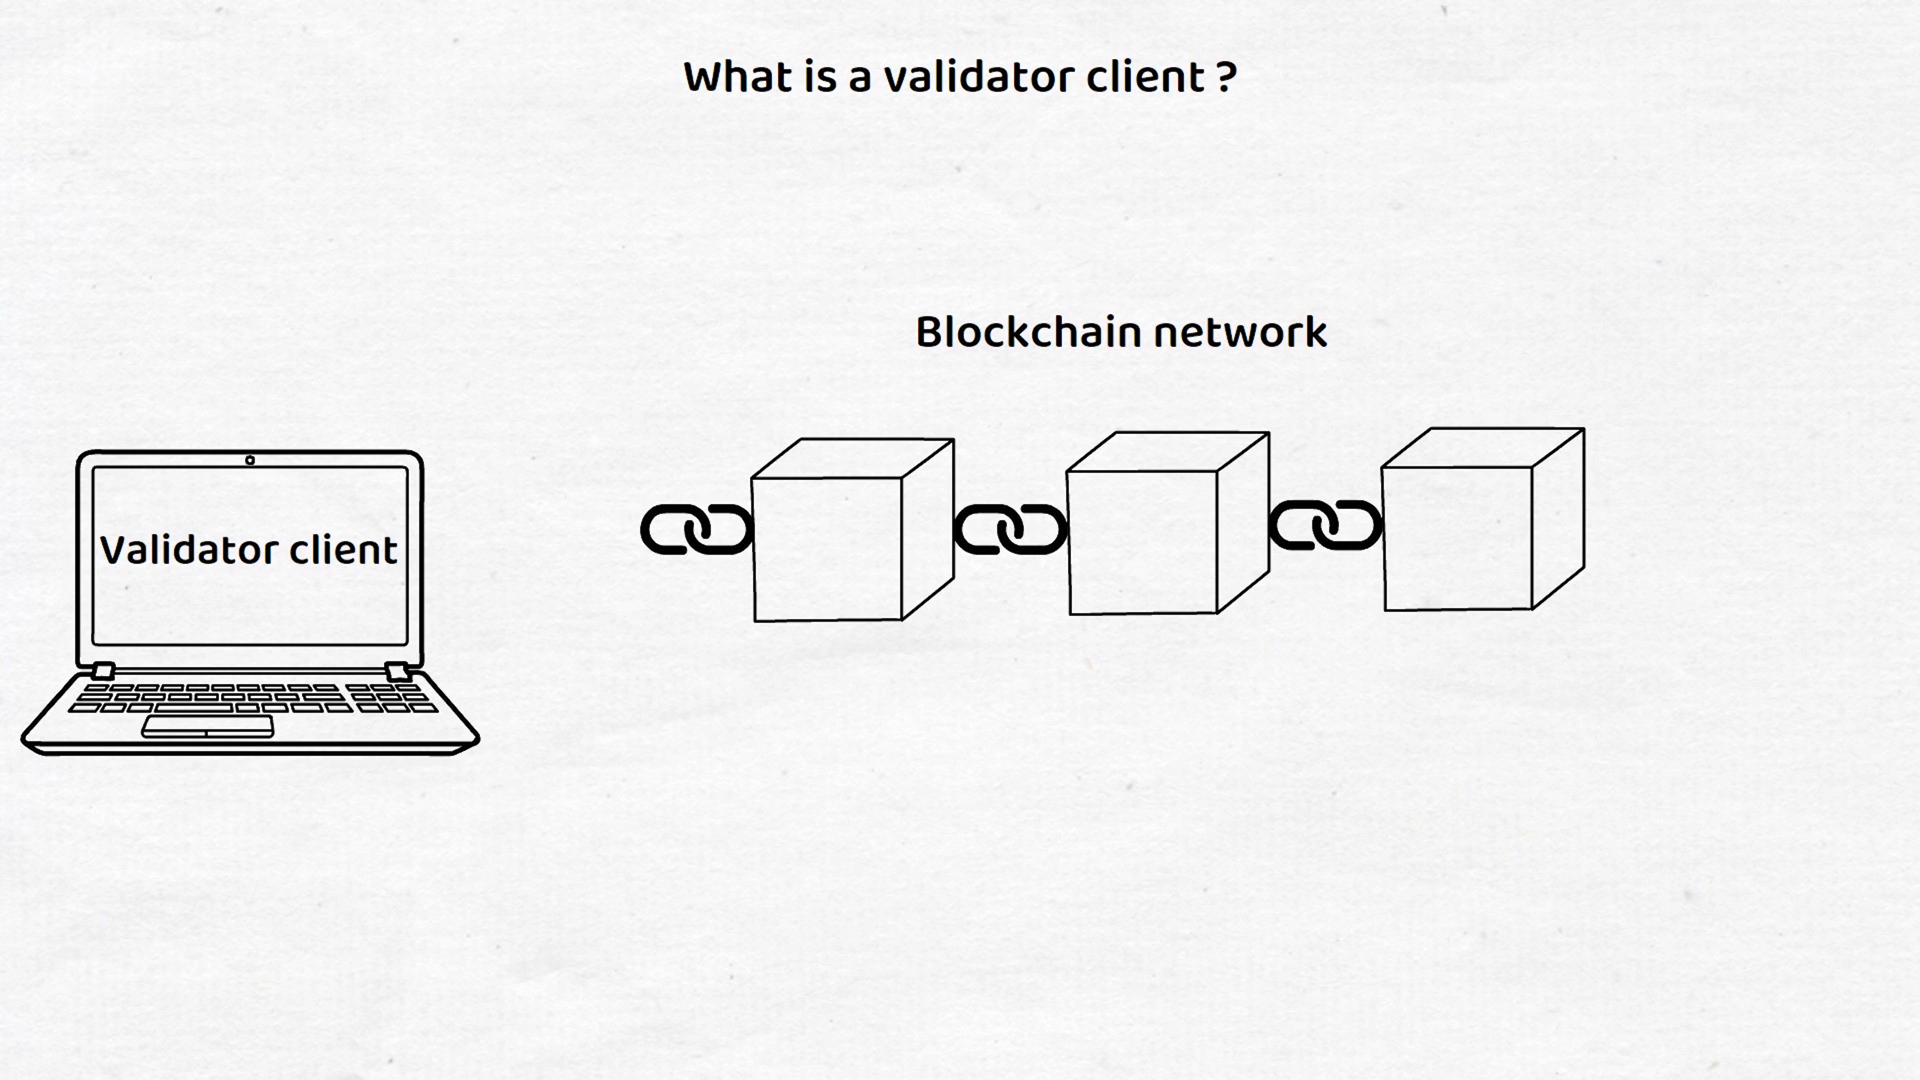 What is a validator client ?
Blockchain network
Validator client